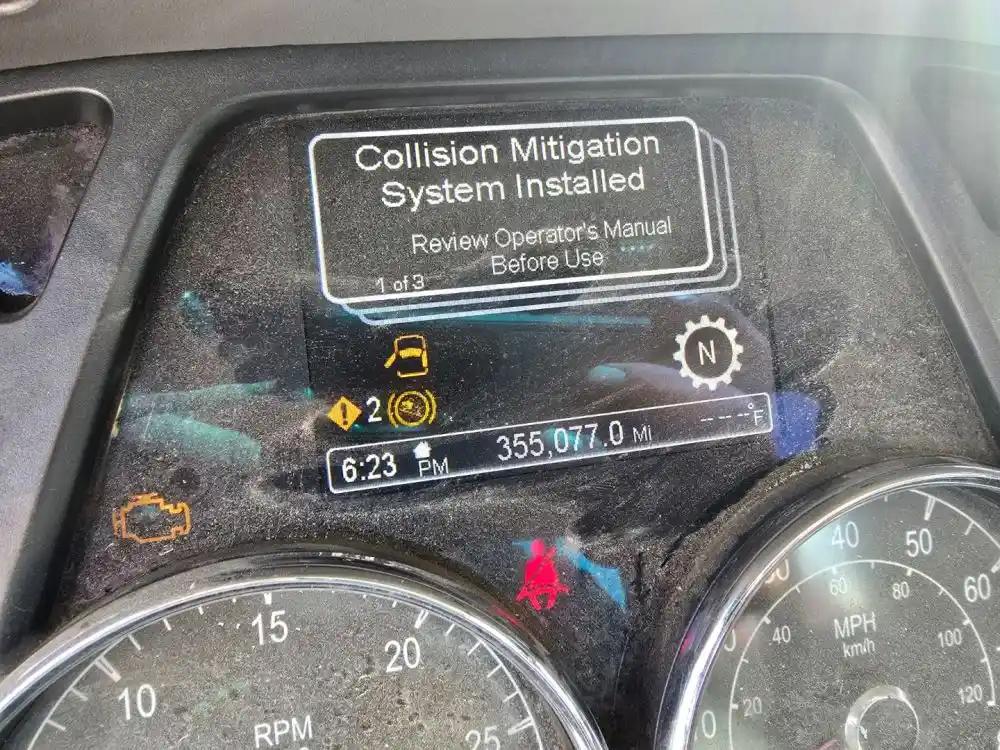 Collision Mitigation
System Installed
Review Operator's Manual
Before Use
1 of 3
N
2
6:23 PM 355,077.0 Mi -- -- --°F
10 15 20 25
RPM
40 50 60
20 40 60 80 100 120
MPH
km/h